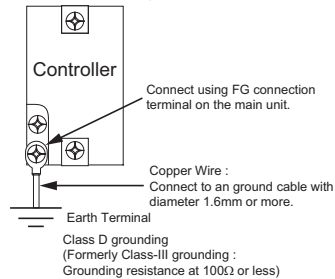 Controller
Connect using FG connection
terminal on the main unit.
Copper Wire :
Connect to an ground cable with
diameter 1.6mm or more.
Earth Terminal
Class D grounding
(Formerly Class-III grounding :
Grounding resistance at 100Ω or less)